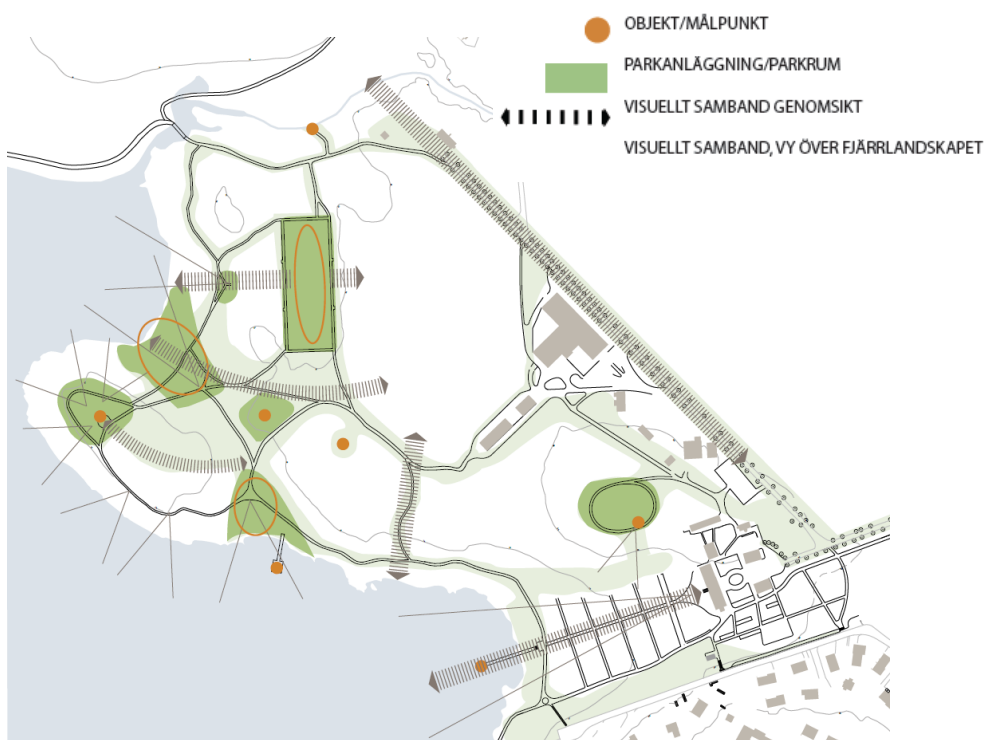 OBJEKT/MÅLPUNKT
PARKANLÄGGNING/PARKRUM
VISUELLT SAMBAND GENOMSIKT
VISUELLT SAMBAND, VY ÖVER FJÄRRLANDSKAPET